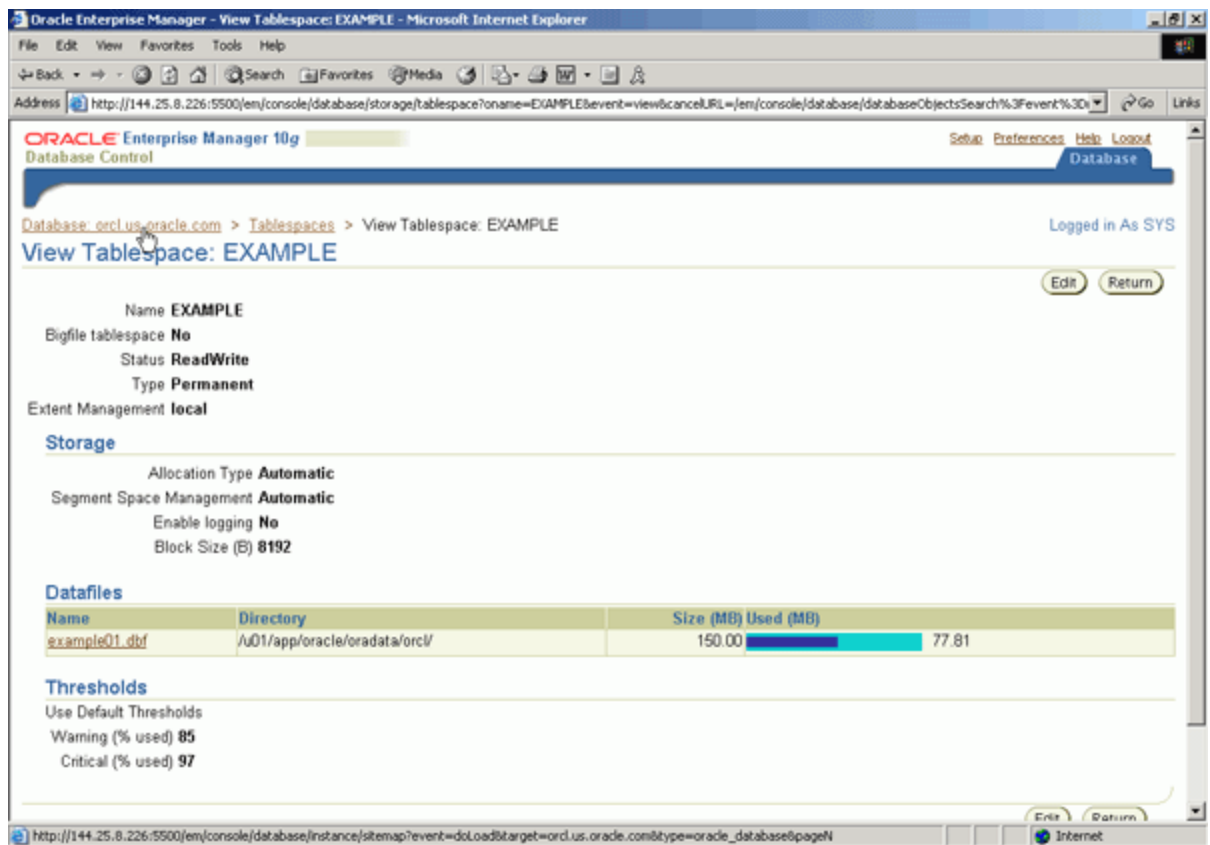 Oracle Enterprise Manager - View Tablespace: EXAMPLE - Microsoft Internet Explorer
File Edit View Favorites Tools Help
Back Search Favorites Media
Address http://144.25.8.226:5500/em/console/database/storage/tablespace?oname=EXAMPLE&event=view&cancelURL=/em/console/database/databaseObjectsSearch%3Fevent%3D Go Links
ORACLE Enterprise Manager 10g
Setup Preferences Help Logout
Database Control
Database
Database: orcl.us.oracle.com > Tablespaces > View Tablespace: EXAMPLE
Logged in As SYS
View Tablespace: EXAMPLE
Edit Return
Name EXAMPLE
Bigfile tablespace No
Status ReadWrite
Type Permanent
Extent Management local
Storage
Allocation Type Automatic
Segment Space Management Automatic
Enable logging No
Block Size (B) 8192
Datafiles
Name Directory Size (MB) Used (MB)
example01.dbf /u01/app/oracle/oradata/orcl/ 150.00 77.81
Thresholds
Use Default Thresholds
Warning (% used) 85
Critical (% used) 97
Edit Return
http://144.25.8.226:5500/em/console/database/instance/sitemap?event=doLoad&target=orcl.us.oracle.com&type=oracle_database&pageN
Internet